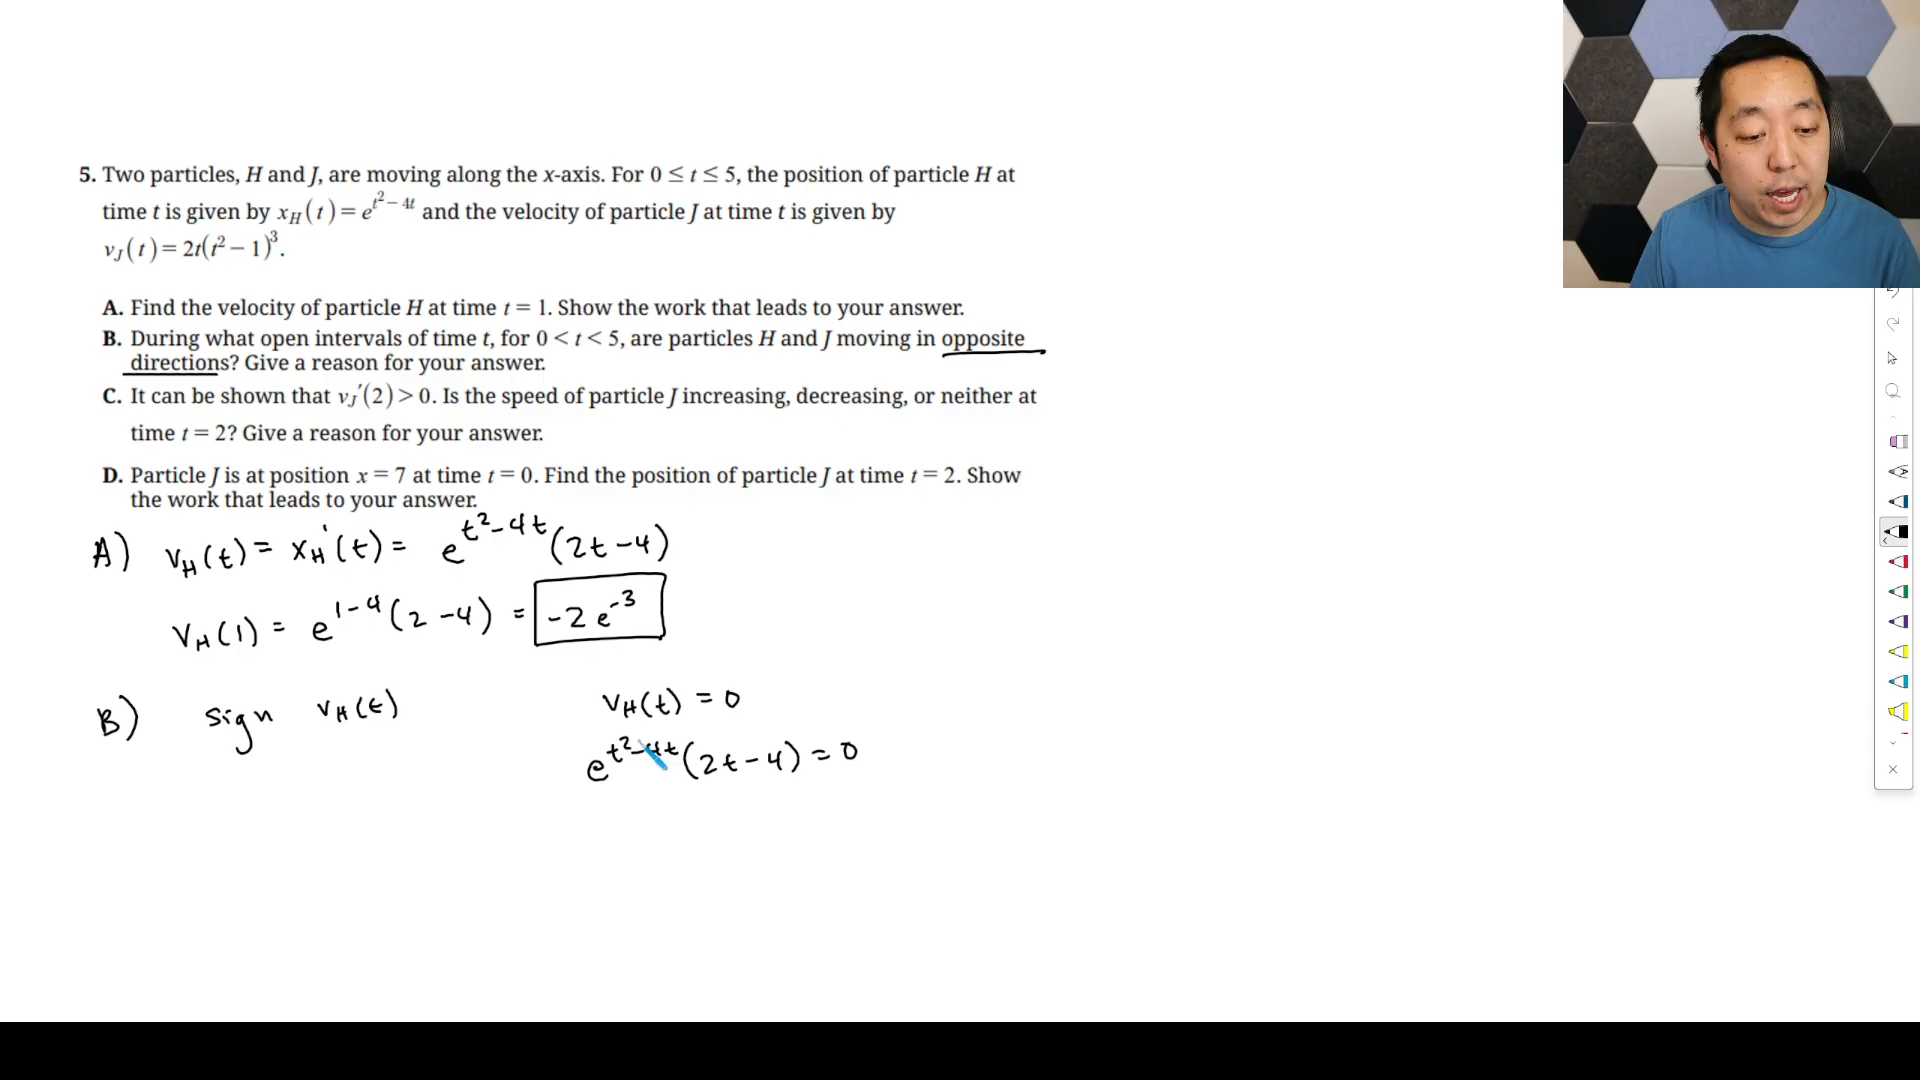 5. Two particles, H and J, are moving along the x-axis. For 0 ≤ t ≤ 5, the position of particle H at
time t is given by x_H(t) = e^{t² − 4t} and the velocity of particle J at time t is given by
v_J(t) = 2t(t² − 1)³.
A. Find the velocity of particle H at time t = 1. Show the work that leads to your answer.
B. During what open intervals of time t, for 0 < t < 5, are particles H and J moving in opposite
directions? Give a reason for your answer.
C. It can be shown that v_J′(2) > 0. Is the speed of particle J increasing, decreasing, or neither at
time t = 2? Give a reason for your answer.
D. Particle J is at position x = 7 at time t = 0. Find the position of particle J at time t = 2. Show
the work that leads to your answer.
A) v_H(t) = x_H'(t) = e^{t²-4t}(2t-4)
v_H(1) = e^{1-4}(2-4) = -2e^{-3}
B) sign v_H(t) v_H(t) = 0
e^{t²-4t}(2t-4) = 0